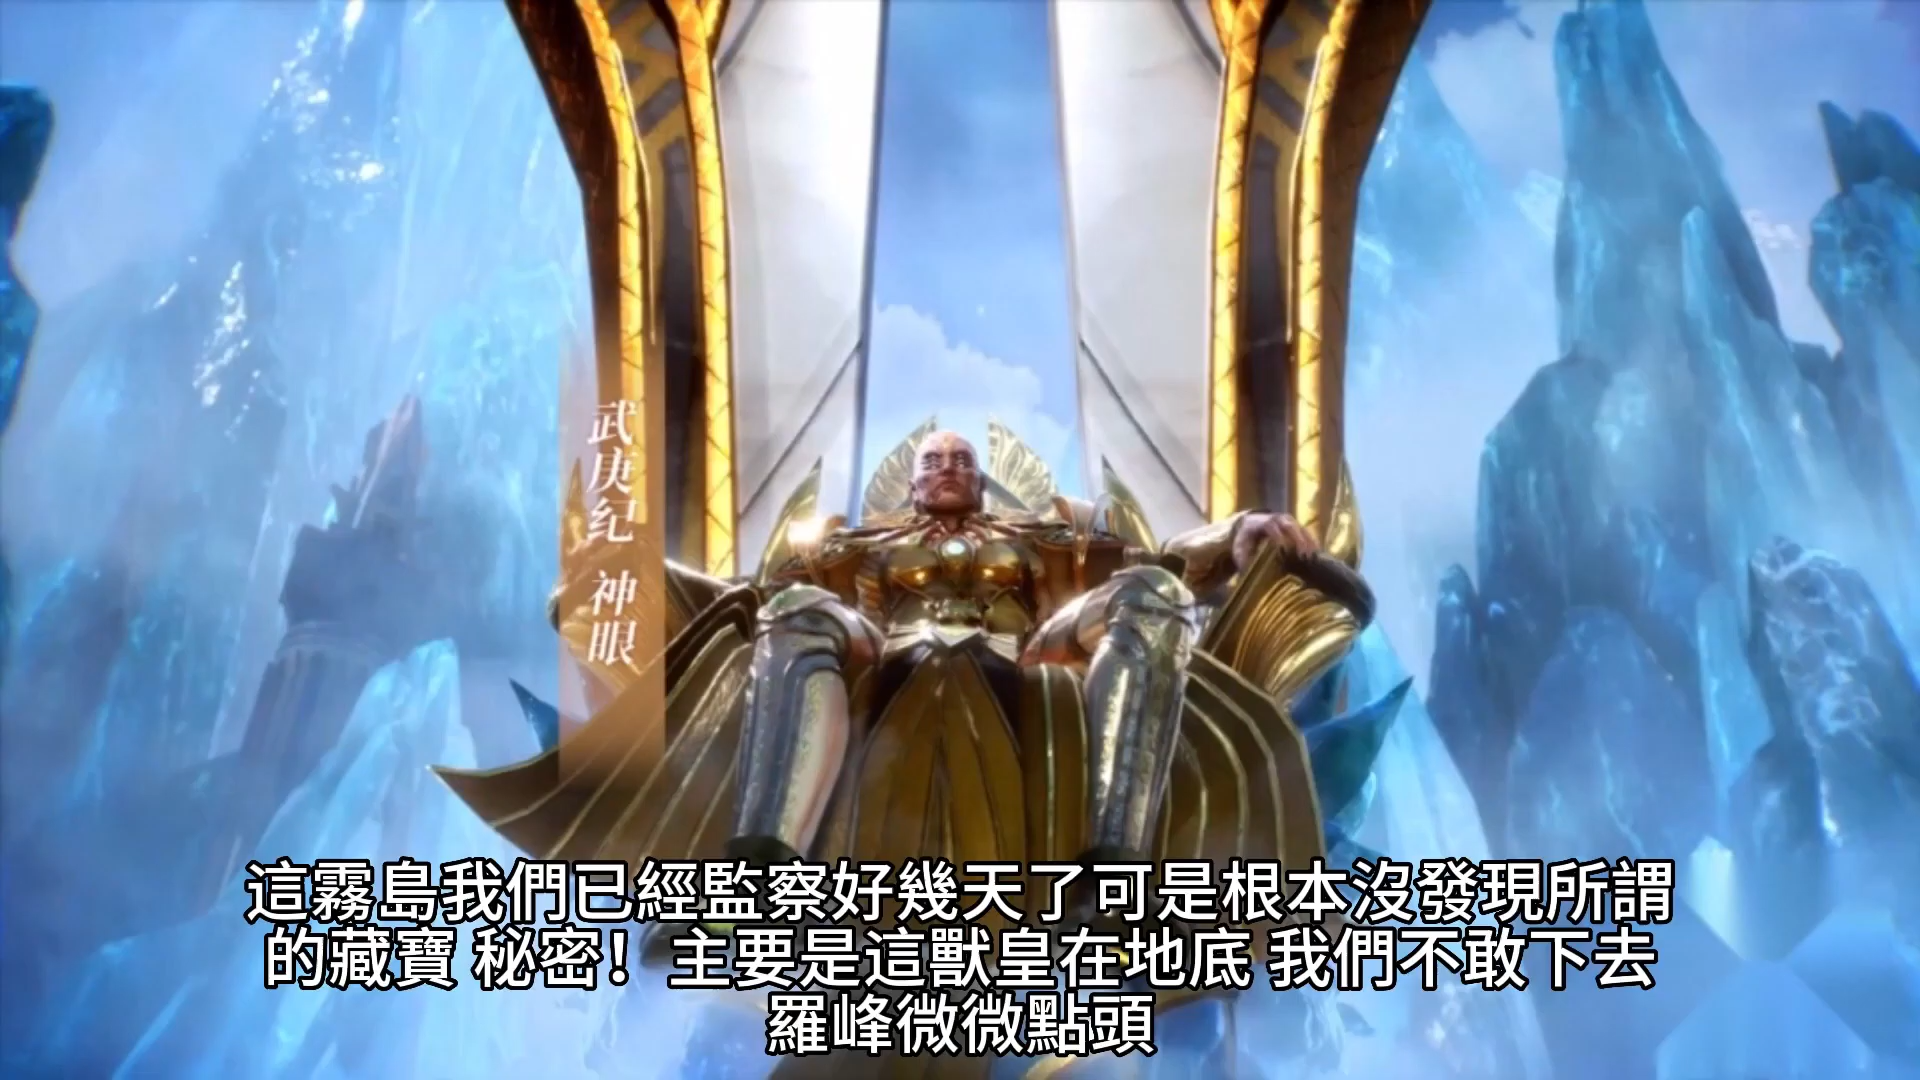 武庚纪 神眼
這霧島我們已經監察好幾天了可是根本沒發現所謂
的藏寶 秘密！主要是這獸皇在地底 我們不敢下去
羅峰微微點頭